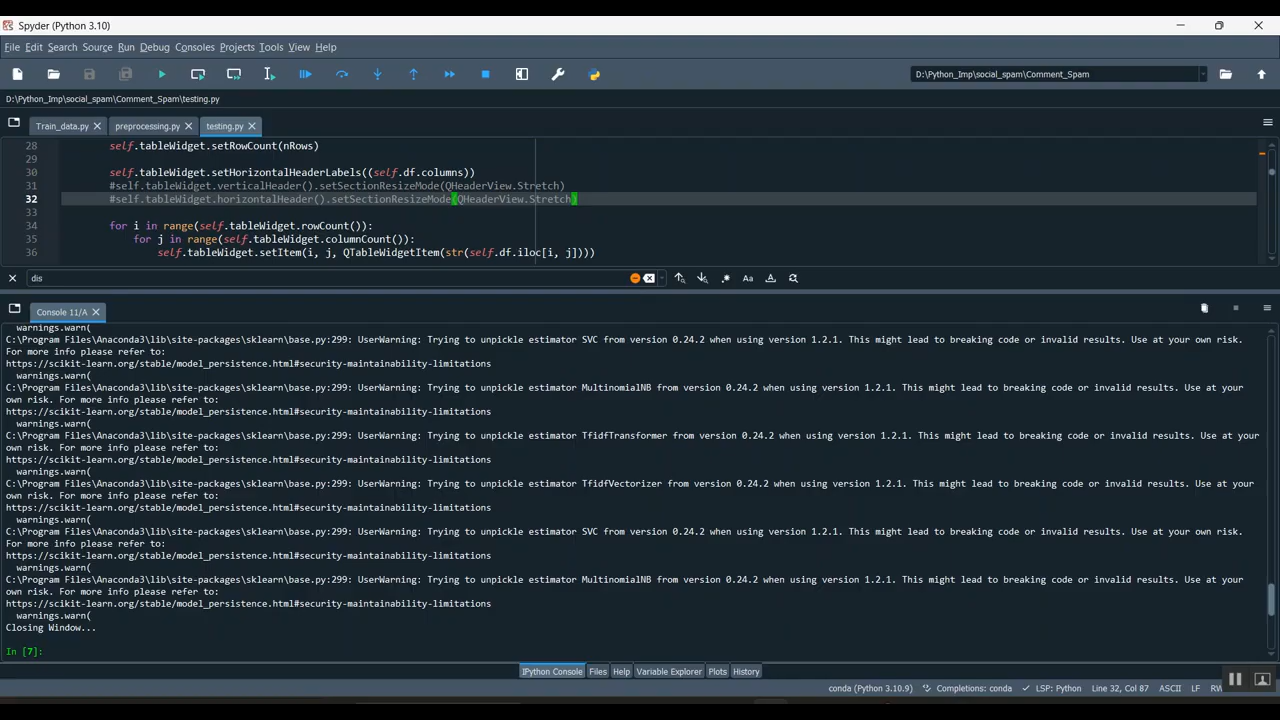 Spyder (Python 3.10)
File Edit Search Source Run Debug Consoles Projects Tools View Help
D:\Python_Imp\social_spam\Comment_Spam
D:\Python_Imp\social_spam\Comment_Spam\testing.py
Train_data.py preprocessing.py testing.py
28 self.tableWidget.setRowCount(nRows)
29
30 self.tableWidget.setHorizontalHeaderLabels((self.df.columns))
31 #self.tableWidget.verticalHeader().setSectionResizeMode(QHeaderView.Stretch)
32 #self.tableWidget.horizontalHeader().setSectionResizeMode(QHeaderView.Stretch)
33
34 for i in range(self.tableWidget.rowCount()):
35 for j in range(self.tableWidget.columnCount()):
36 self.tableWidget.setItem(i, j, QTableWidgetItem(str(self.df.iloc[i, j])))
dis Aa
Console 11/A
warnings.warn(
C:\Program Files\Anaconda3\lib\site-packages\sklearn\base.py:299: UserWarning: Trying to unpickle estimator SVC from version 0.24.2 when using version 1.2.1. This might lead to breaking code or invalid results. Use at your own risk.
For more info please refer to:
https://scikit-learn.org/stable/model_persistence.html#security-maintainability-limitations
warnings.warn(
C:\Program Files\Anaconda3\lib\site-packages\sklearn\base.py:299: UserWarning: Trying to unpickle estimator MultinomialNB from version 0.24.2 when using version 1.2.1. This might lead to breaking code or invalid results. Use at your
own risk. For more info please refer to:
https://scikit-learn.org/stable/model_persistence.html#security-maintainability-limitations
warnings.warn(
C:\Program Files\Anaconda3\lib\site-packages\sklearn\base.py:299: UserWarning: Trying to unpickle estimator TfidfTransformer from version 0.24.2 when using version 1.2.1. This might lead to breaking code or invalid results. Use at your
own risk. For more info please refer to:
https://scikit-learn.org/stable/model_persistence.html#security-maintainability-limitations
warnings.warn(
C:\Program Files\Anaconda3\lib\site-packages\sklearn\base.py:299: UserWarning: Trying to unpickle estimator TfidfVectorizer from version 0.24.2 when using version 1.2.1. This might lead to breaking code or invalid results. Use at your
own risk. For more info please refer to:
https://scikit-learn.org/stable/model_persistence.html#security-maintainability-limitations
warnings.warn(
C:\Program Files\Anaconda3\lib\site-packages\sklearn\base.py:299: UserWarning: Trying to unpickle estimator SVC from version 0.24.2 when using version 1.2.1. This might lead to breaking code or invalid results. Use at your own risk.
For more info please refer to:
https://scikit-learn.org/stable/model_persistence.html#security-maintainability-limitations
warnings.warn(
C:\Program Files\Anaconda3\lib\site-packages\sklearn\base.py:299: UserWarning: Trying to unpickle estimator MultinomialNB from version 0.24.2 when using version 1.2.1. This might lead to breaking code or invalid results. Use at your
own risk. For more info please refer to:
https://scikit-learn.org/stable/model_persistence.html#security-maintainability-limitations
warnings.warn(
Closing Window...
In [7]:
IPython Console Files Help Variable Explorer Plots History
conda (Python 3.10.9) Completions: conda LSP: Python Line 32, Col 87 ASCII LF RW